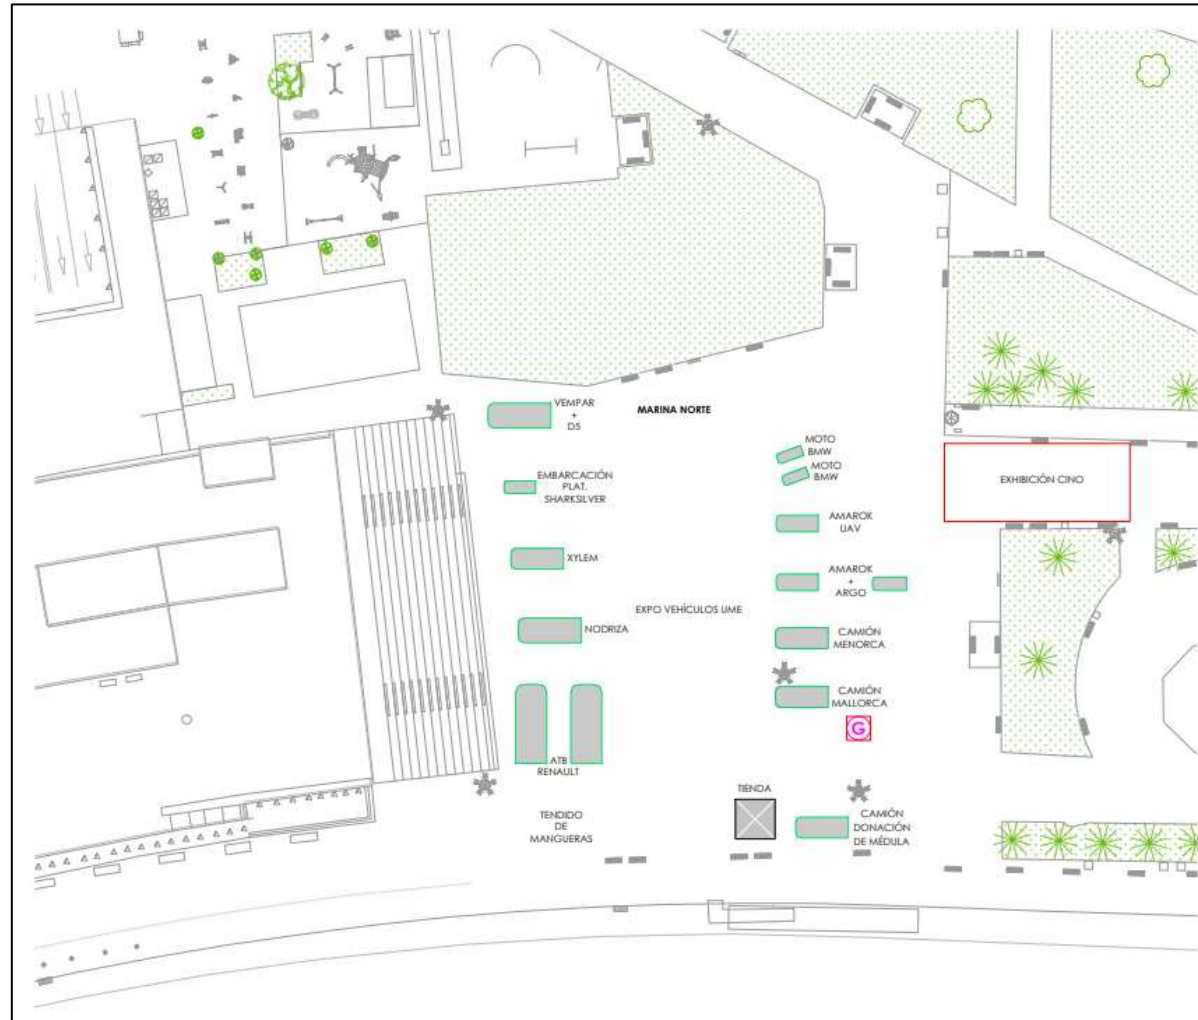 VEMPAR
+
DS
MARINA NORTE
MOTO
BMW
MOTO
BMW
EMBARCACIÓN
PLAT.
SHARKSILVER
EXHIBICIÓN CINO
AMAROK
UAV
XYLEM
AMAROK
+
ARGO
EXPO VEHÍCULOS UME
NODRIZA
CAMIÓN
MENORCA
CAMIÓN
MALLORCA
G
ATB
RENAULT
TIENDA
TENDIDO
DE
MANGUERAS
CAMIÓN
DONACIÓN
DE MÉDULA